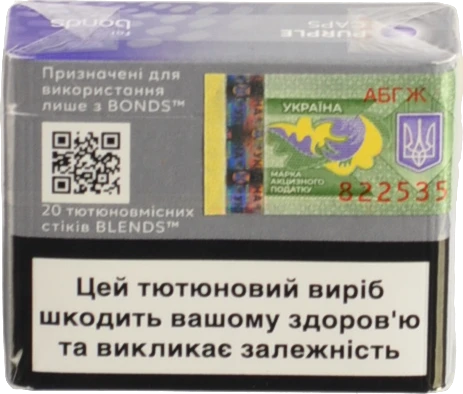 for bonds
PURPLE
CAPS
Призначені для
використання
лише з BONDS™
20 тютюновмісних
стіків BLENDS™
УКРАЇНА
АБГЖ
МАРКА
АКЦИЗНОГО
ПОДАТКУ
822535
Цей тютюновий виріб
шкодить вашому здоров'ю
та викликає залежність